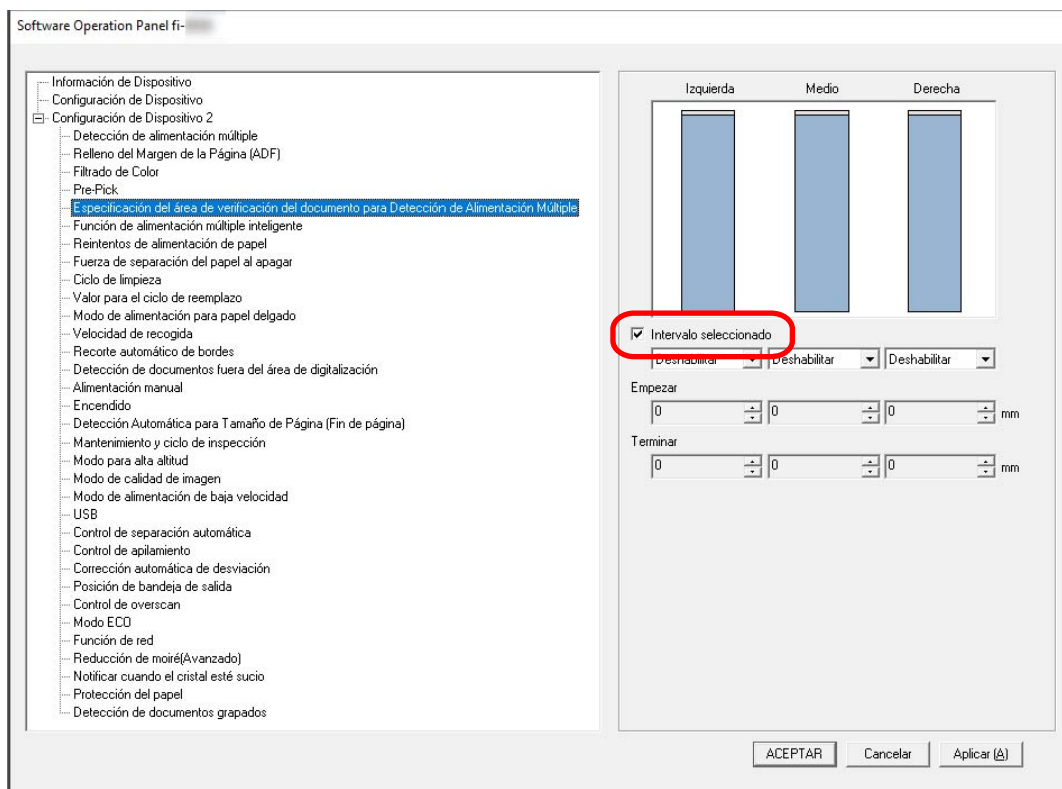 Software Operation Panel fi-
Información de Dispositivo
Configuración de Dispositivo
Configuración de Dispositivo 2
Detección de alimentación múltiple
Relleno del Margen de la Página (ADF)
Filtrado de Color
Pre-Pick
Especificación del área de verificación del documento para Detección de Alimentación Múltiple
Función de alimentación múltiple inteligente
Reintentos de alimentación de papel
Fuerza de separación del papel al apagar
Ciclo de limpieza
Valor para el ciclo de reemplazo
Modo de alimentación para papel delgado
Velocidad de recogida
Recorte automático de bordes
Detección de documentos fuera del área de digitalización
Alimentación manual
Encendido
Detección Automática para Tamaño de Página (Fin de página)
Mantenimiento y ciclo de inspección
Modo para alta altitud
Modo de calidad de imagen
Modo de alimentación de baja velocidad
USB
Control de separación automática
Control de apilamiento
Corrección automática de desviación
Posición de bandeja de salida
Control de overscan
Modo ECO
Función de red
Reducción de moiré(Avanzado)
Notificar cuando el cristal esté sucio
Protección del papel
Detección de documentos grapados
Izquierda Medio Derecha
Intervalo seleccionado
Deshabilitar Deshabilitar Deshabilitar
Empezar
0 0 0 mm
Terminar
0 0 0 mm
ACEPTAR Cancelar Aplicar (A)